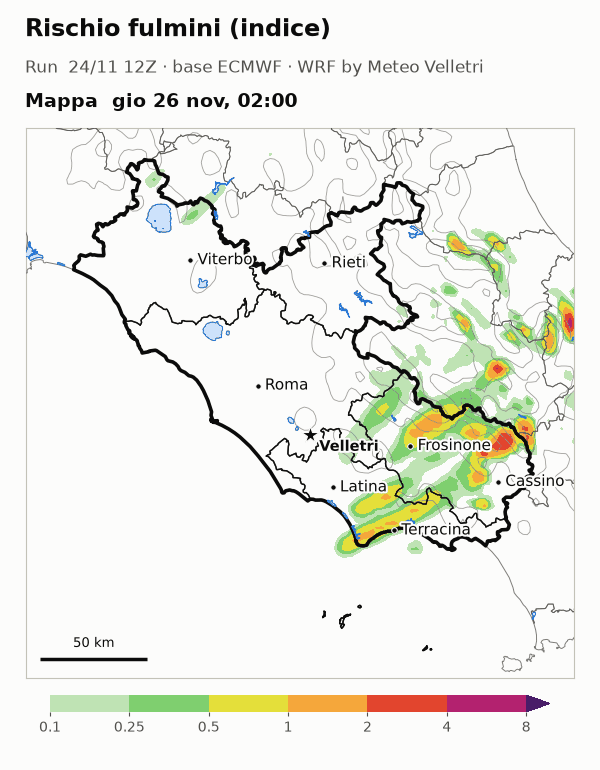 Rischio fulmini (indice)
Run  24/11 12Z · base ECMWF · WRF by Meteo Velletri
Mappa  gio 26 nov, 02:00
Viterbo
Rieti
Roma
Velletri
Frosinone
Latina
Cassino
Terracina
50 km
0.1 0.25 0.5 1 2 4 8